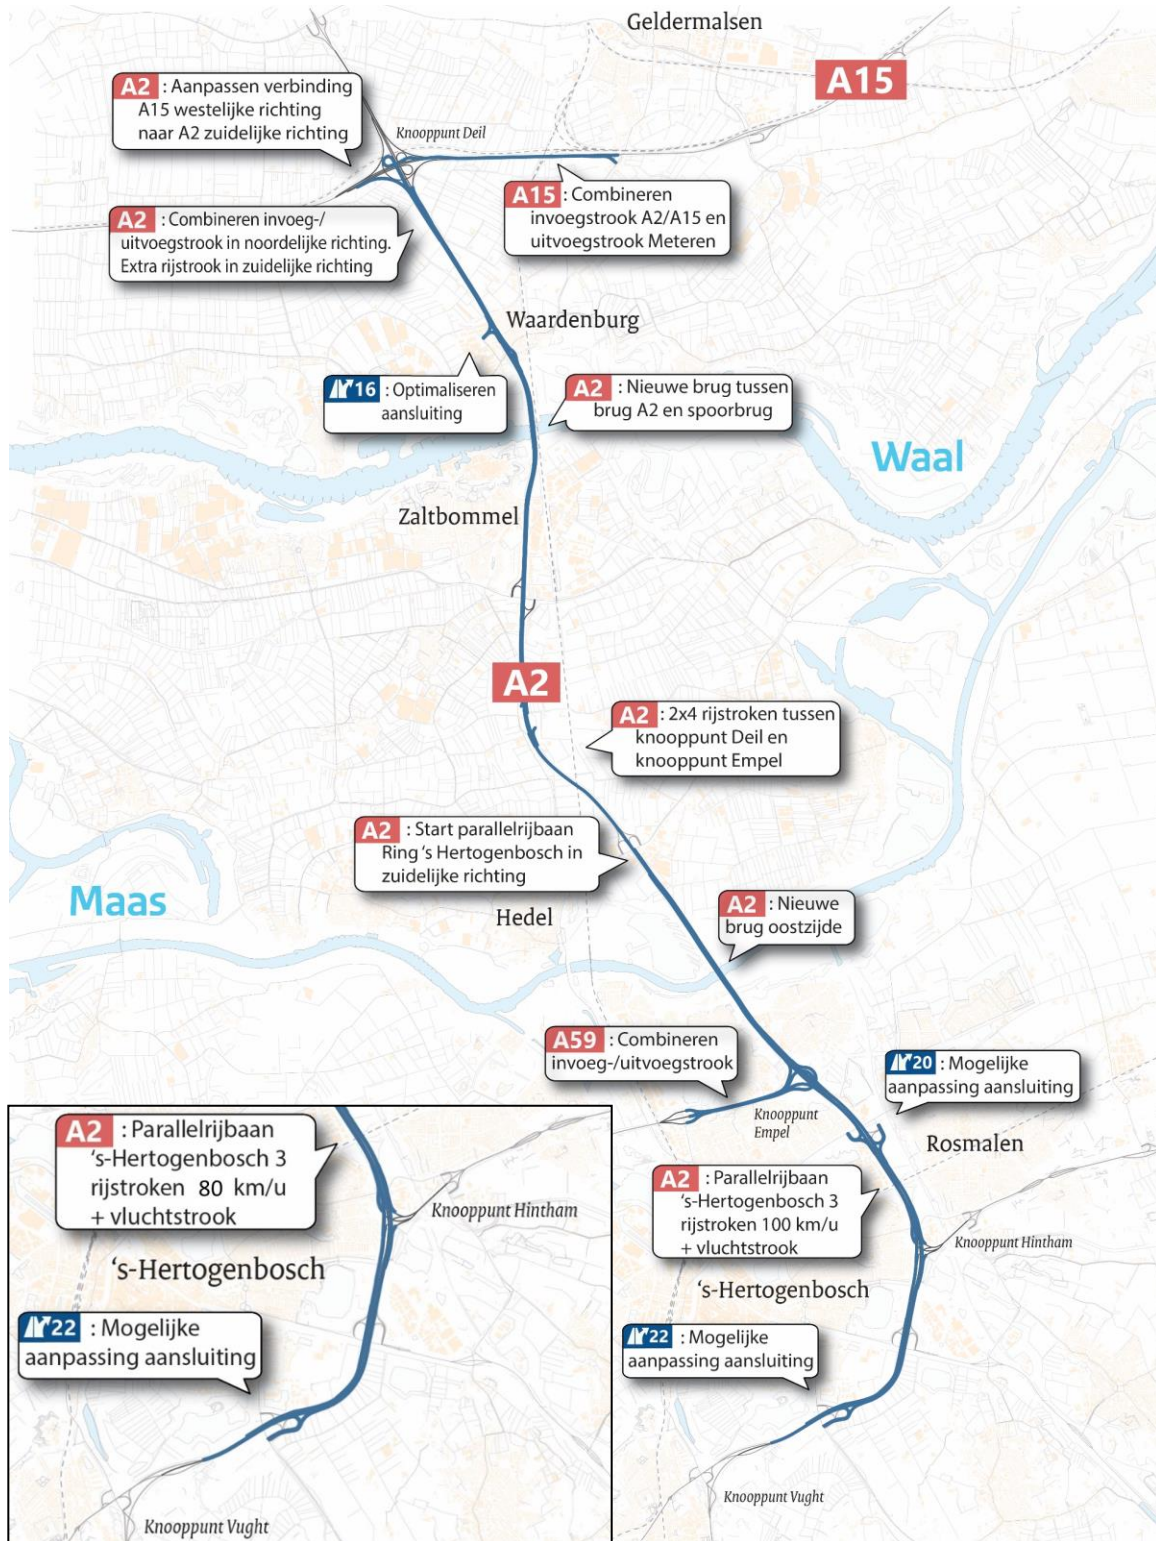 Geldermalsen
A15
A2 : Aanpassen verbinding
A15 westelijke richting
naar A2 zuidelijke richting
Knooppunt Deil
A15 : Combineren
invoegstrook A2/A15 en
uitvoegstrook Meteren
A2 : Combineren invoeg-/
uitvoegstrook in noordelijke richting.
Extra rijstrook in zuidelijke richting
Waardenburg
16 : Optimaliseren
aansluiting
A2 : Nieuwe brug tussen
brug A2 en spoorbrug
Waal
Zaltbommel
A2
A2 : 2x4 rijstroken tussen
knooppunt Deil en
knooppunt Empel
A2 : Start parallelrijbaan
Ring 's Hertogenbosch in
zuidelijke richting
Maas
Hedel
A2 : Nieuwe
brug oostzijde
A59 : Combineren
invoeg-/uitvoegstrook
20 : Mogelijke
aanpassing aansluiting
Knooppunt
Empel
Rosmalen
A2 : Parallelrijbaan
's-Hertogenbosch 3
rijstroken 100 km/u
+ vluchtstrook
Knooppunt Hintham
's-Hertogenbosch
22 : Mogelijke
aanpassing aansluiting
Knooppunt Vught
A2 : Parallelrijbaan
's-Hertogenbosch 3
rijstroken 80 km/u
+ vluchtstrook
Knooppunt Hintham
's-Hertogenbosch
22 : Mogelijke
aanpassing aansluiting
Knooppunt Vught